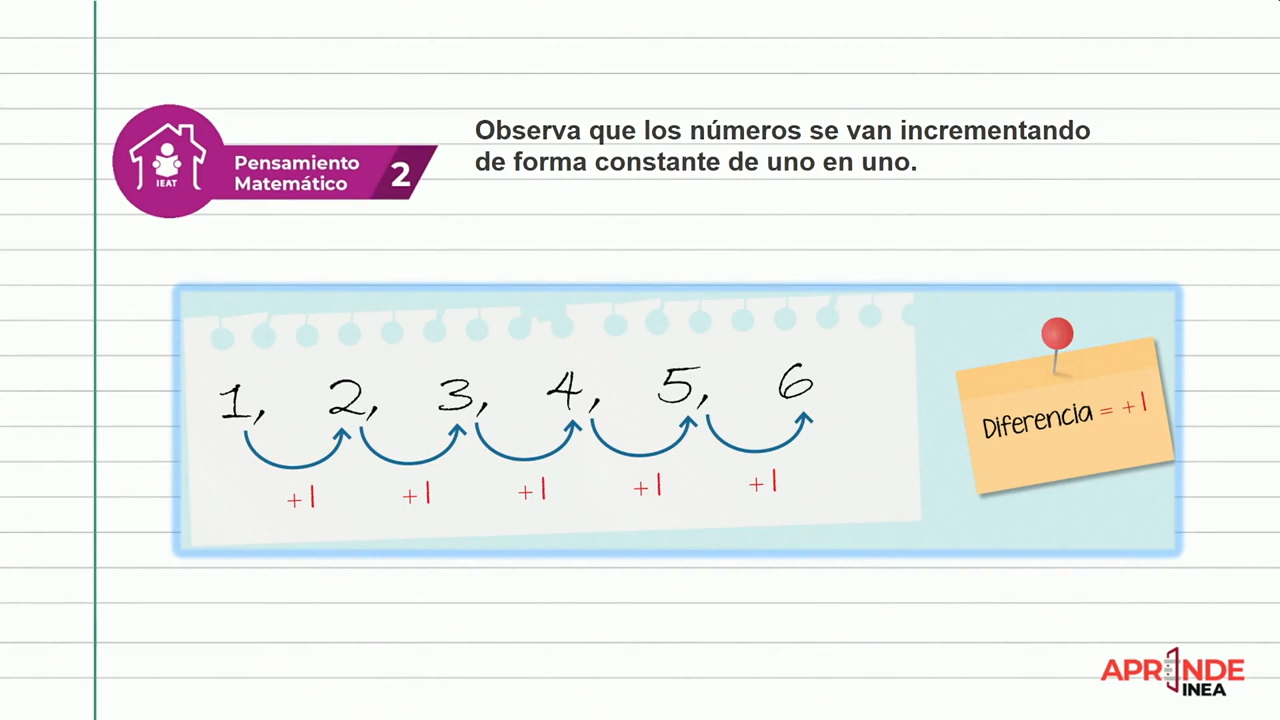 Observa que los números se van incrementando
de forma constante de uno en uno.
IEAT
Pensamiento
Matemático
2
1, 2, 3, 4, 5, 6
+1 +1 +1 +1 +1
Diferencia = +1
APRENDE
INEA